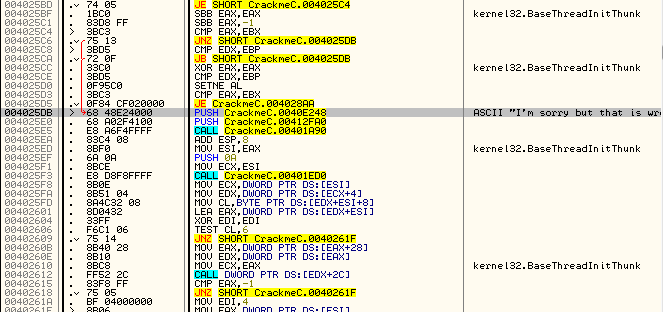 004025BD 74 05 JE SHORT CrackmeC.004025C4
004025BF 1BC0 SBB EAX,EAX kernel32.BaseThreadInitThunk
004025C1 83D8 FF SBB EAX,-1
004025C4 3BC3 CMP EAX,EBX
004025C6 75 13 JNZ SHORT CrackmeC.004025DB
004025C8 3BD5 CMP EDX,EBP
004025CA 72 0F JB SHORT CrackmeC.004025DB
004025CC 33C0 XOR EAX,EAX kernel32.BaseThreadInitThunk
004025CE 3BD5 CMP EDX,EBP
004025D0 0F95C0 SETNE AL
004025D3 3BC3 CMP EAX,EBX
004025D5 0F84 CF020000 JE CrackmeC.004028AA
004025DB 68 48E24000 PUSH CrackmeC.0040E248 ASCII "I'm sorry but that is wr
004025E0 68 A02F4100 PUSH CrackmeC.00412FA0
004025E5 E8 A6F4FFFF CALL CrackmeC.00401A90
004025EA 83C4 08 ADD ESP,8
004025ED 8BF0 MOV ESI,EAX kernel32.BaseThreadInitThunk
004025EF 6A 0A PUSH 0A
004025F1 8BCE MOV ECX,ESI
004025F3 E8 D8F8FFFF CALL CrackmeC.00401ED0
004025F8 8B0E MOV ECX,DWORD PTR DS:[ESI]
004025FA 8B51 04 MOV EDX,DWORD PTR DS:[ECX+4]
004025FD 8A4C32 08 MOV CL,BYTE PTR DS:[EDX+ESI+8]
00402601 8D0432 LEA EAX,DWORD PTR DS:[EDX+ESI]
00402604 33FF XOR EDI,EDI
00402606 F6C1 06 TEST CL,6
00402609 75 14 JNZ SHORT CrackmeC.0040261F
0040260B 8B40 28 MOV EAX,DWORD PTR DS:[EAX+28]
0040260E 8B10 MOV EDX,DWORD PTR DS:[EAX]
00402610 8BC8 MOV ECX,EAX kernel32.BaseThreadInitThunk
00402612 FF52 2C CALL DWORD PTR DS:[EDX+2C]
00402615 83F8 FF CMP EAX,-1
00402618 75 05 JNZ SHORT CrackmeC.0040261F
0040261A BF 04000000 MOV EDI,4